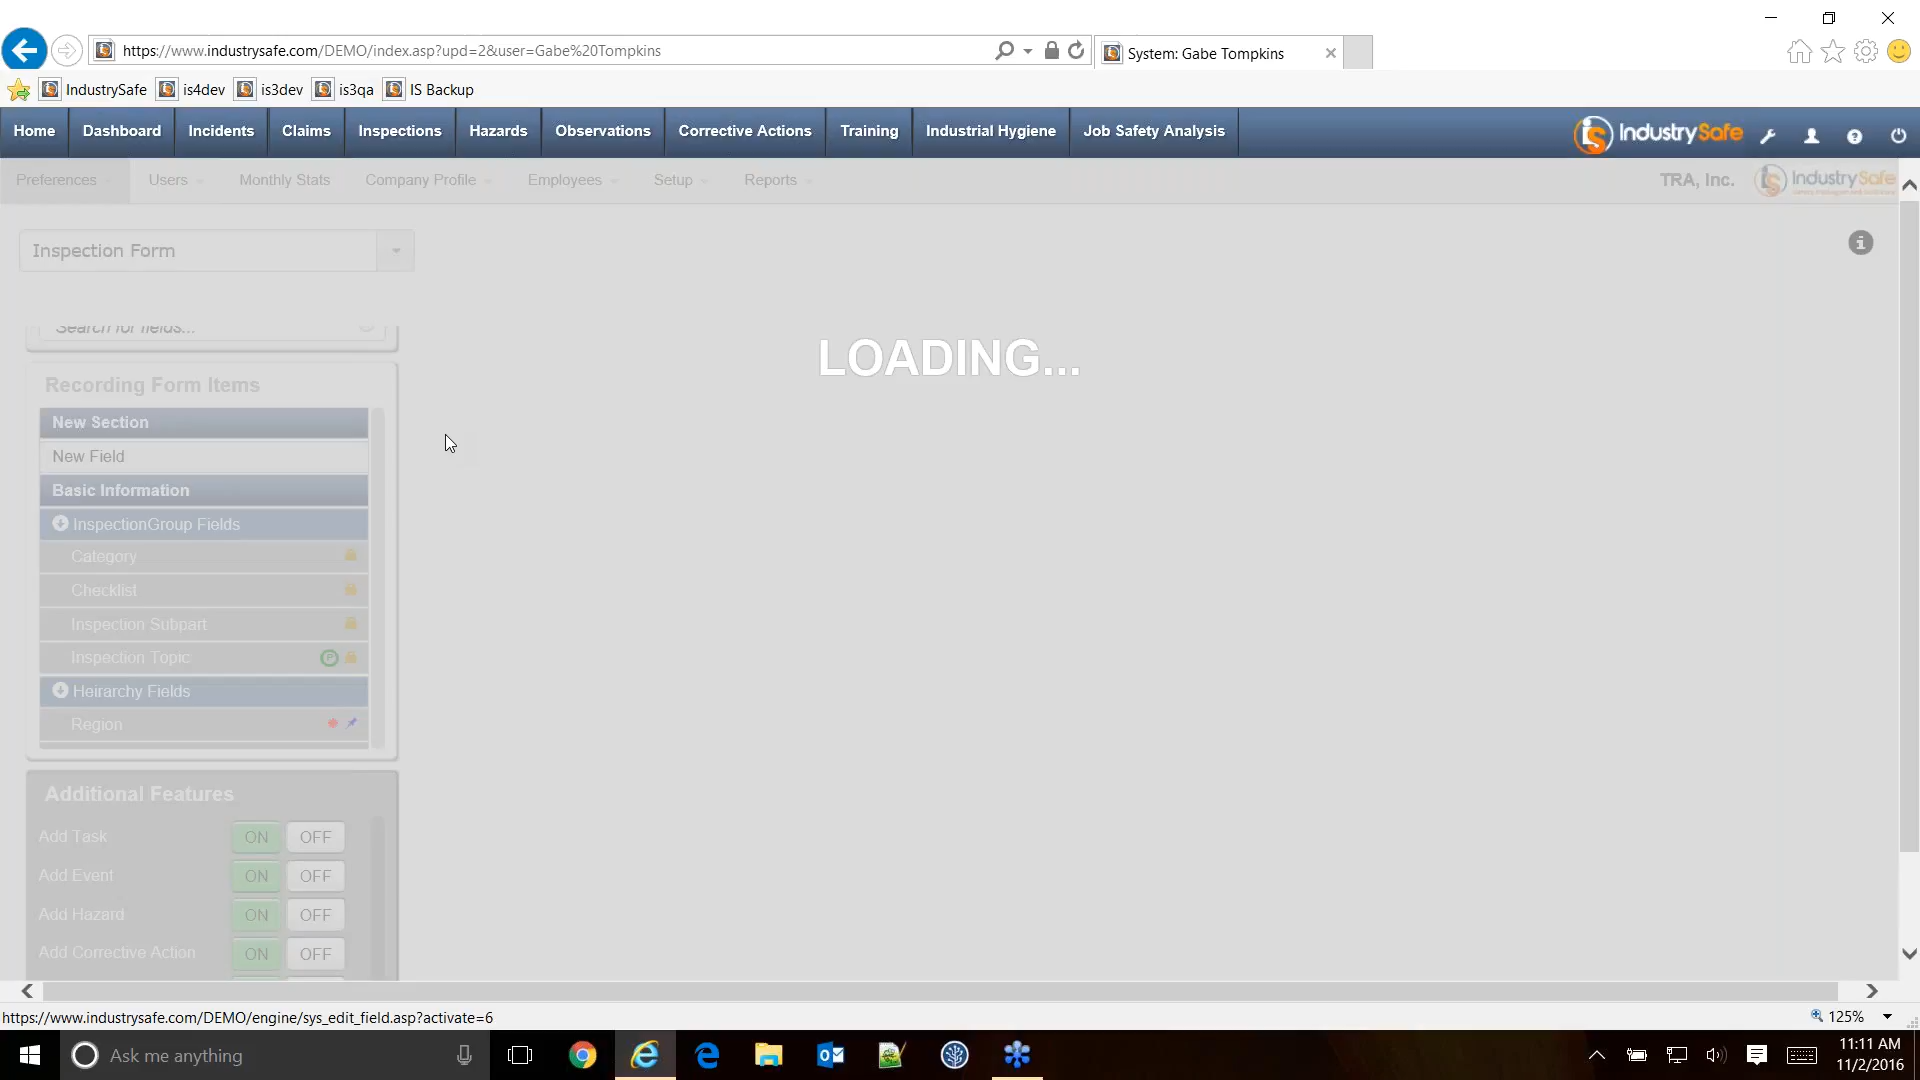 https://www.industrysafe.com/DEMO/index.asp?upd=2&user=Gabe%20Tompkins
System: Gabe Tompkins
IndustrySafe is4dev is3dev is3qa IS Backup
Home Dashboard Incidents Claims Inspections Hazards Observations Corrective Actions Training Industrial Hygiene Job Safety Analysis IndustrySafe
Preferences Users Monthly Stats Company Profile Employees Setup Reports TRA, Inc. IndustrySafe
Inspection Form
Search for fields...
LOADING...
Recording Form Items
New Section
New Field
Basic Information
InspectionGroup Fields
Category
Checklist
Inspection Subpart
Inspection Topic
Heirarchy Fields
Region
Additional Features
Add Task ON OFF
Add Event ON OFF
Add Hazard ON OFF
Add Corrective Action ON OFF
https://www.industrysafe.com/DEMO/engine/sys_edit_field.asp?activate=6
125%
Ask me anything
11:11 AM
11/2/2016